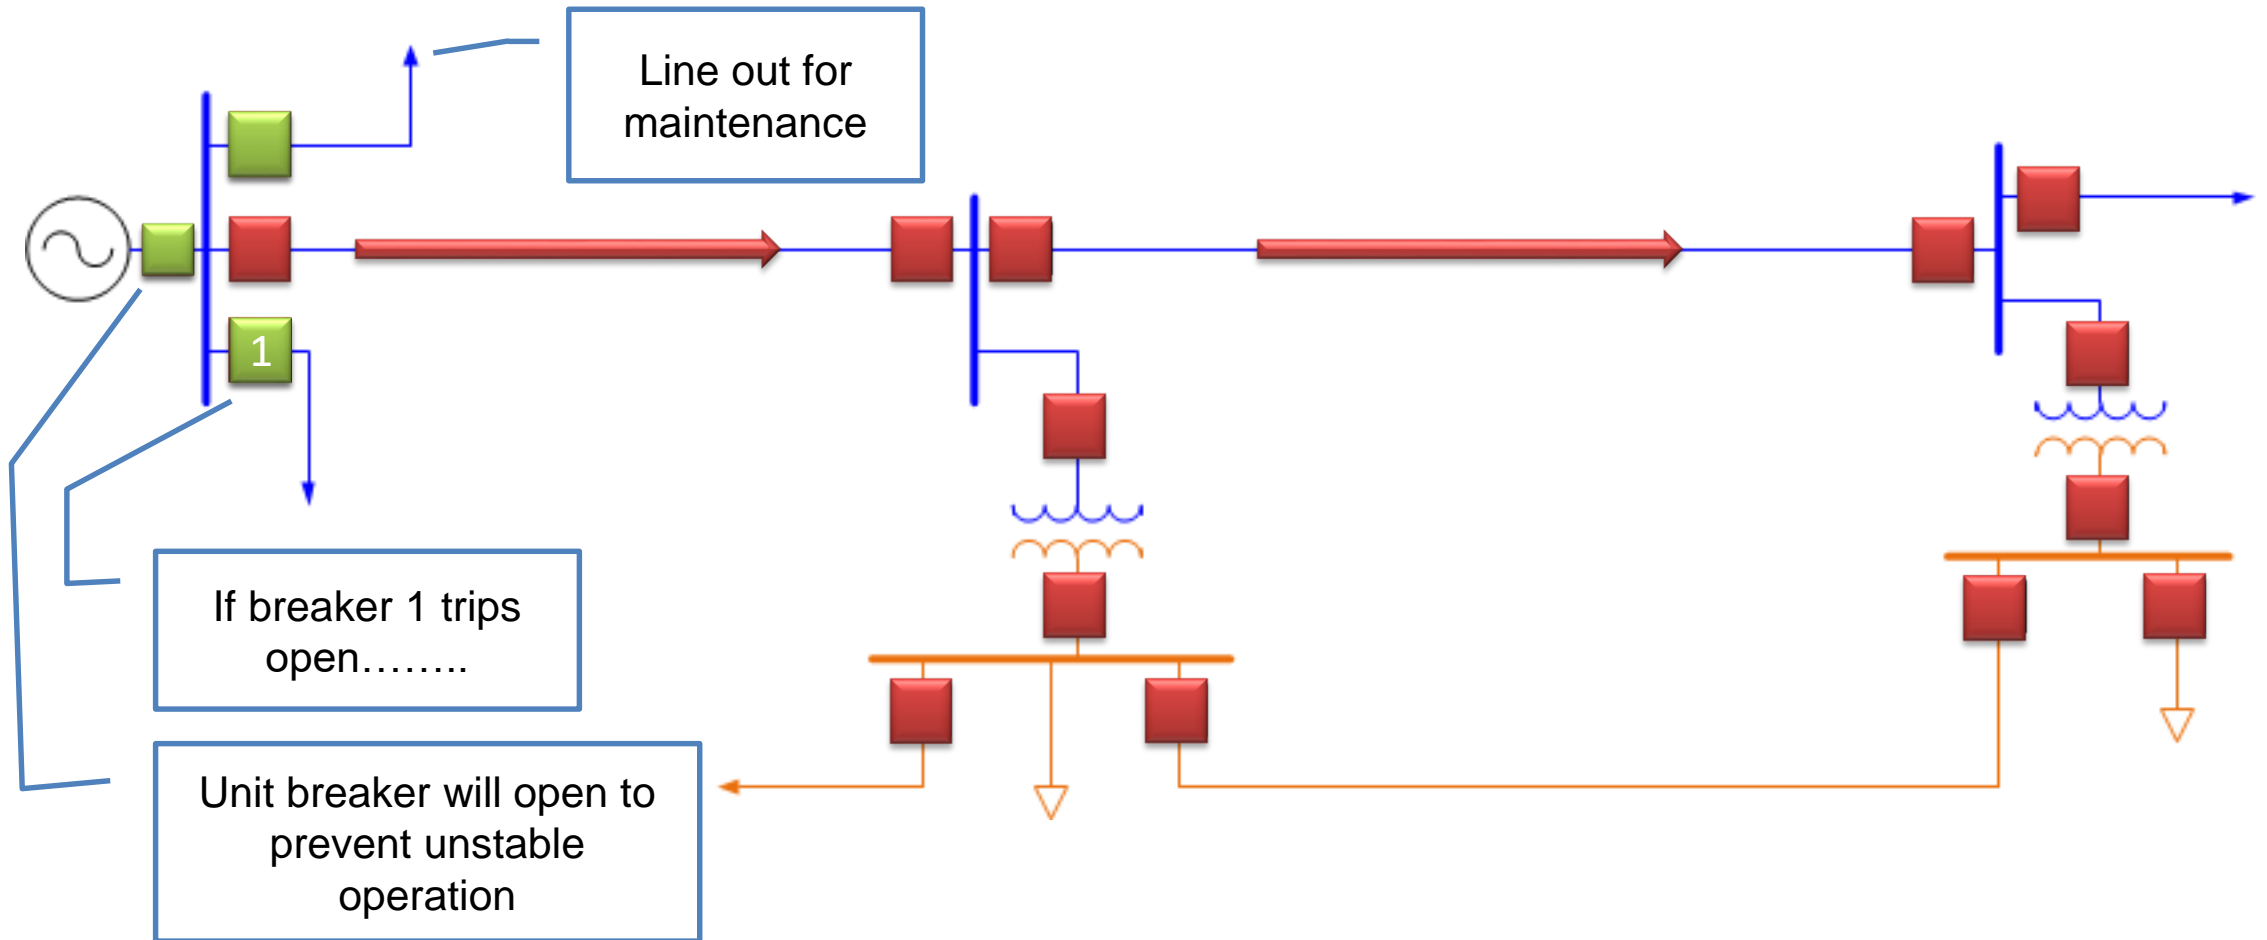 Line out for
maintenance
1
If breaker 1 trips
open……..
Unit breaker will open to
prevent unstable
operation